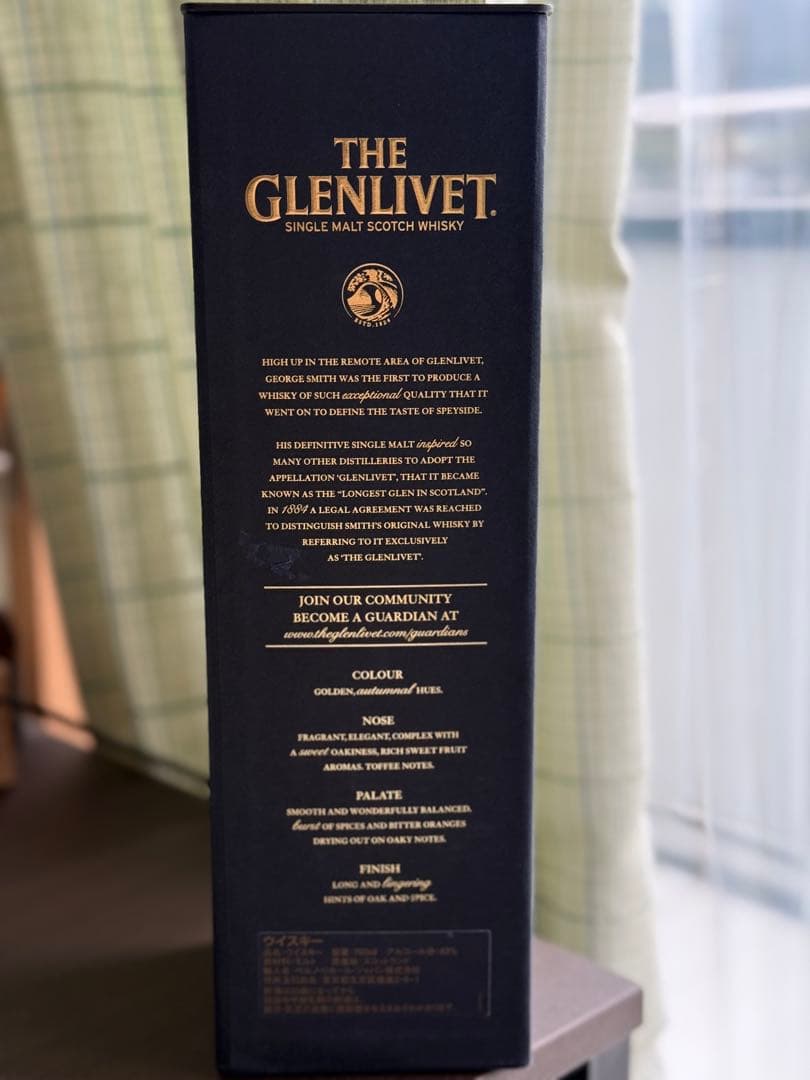 THE
GLENLIVET.
SINGLE MALT SCOTCH WHISKY
ESTD. 1824
HIGH UP IN THE REMOTE AREA OF GLENLIVET,
GEORGE SMITH WAS THE FIRST TO PRODUCE A
WHISKY OF SUCH exceptional QUALITY THAT IT
WENT ON TO DEFINE THE TASTE OF SPEYSIDE.
HIS DEFINITIVE SINGLE MALT inspired SO
MANY OTHER DISTILLERIES TO ADOPT THE
APPELLATION ‘GLENLIVET’, THAT IT BECAME
KNOWN AS THE “LONGEST GLEN IN SCOTLAND”.
IN 1884 A LEGAL AGREEMENT WAS REACHED
TO DISTINGUISH SMITH'S ORIGINAL WHISKY BY
REFERRING TO IT EXCLUSIVELY
AS ‘THE GLENLIVET’.
JOIN OUR COMMUNITY
BECOME A GUARDIAN AT
www.theglenlivet.com/guardians
COLOUR
GOLDEN, autumnal HUES.
NOSE
FRAGRANT, ELEGANT, COMPLEX WITH
A sweet OAKINESS, RICH SWEET FRUIT
AROMAS. TOFFEE NOTES.
PALATE
SMOOTH AND WONDERFULLY BALANCED.
burst OF SPICES AND BITTER ORANGES
DRYING OUT ON OAKY NOTES.
FINISH
LONG AND lingering
HINTS OF OAK AND SPICE.
ウイスキー